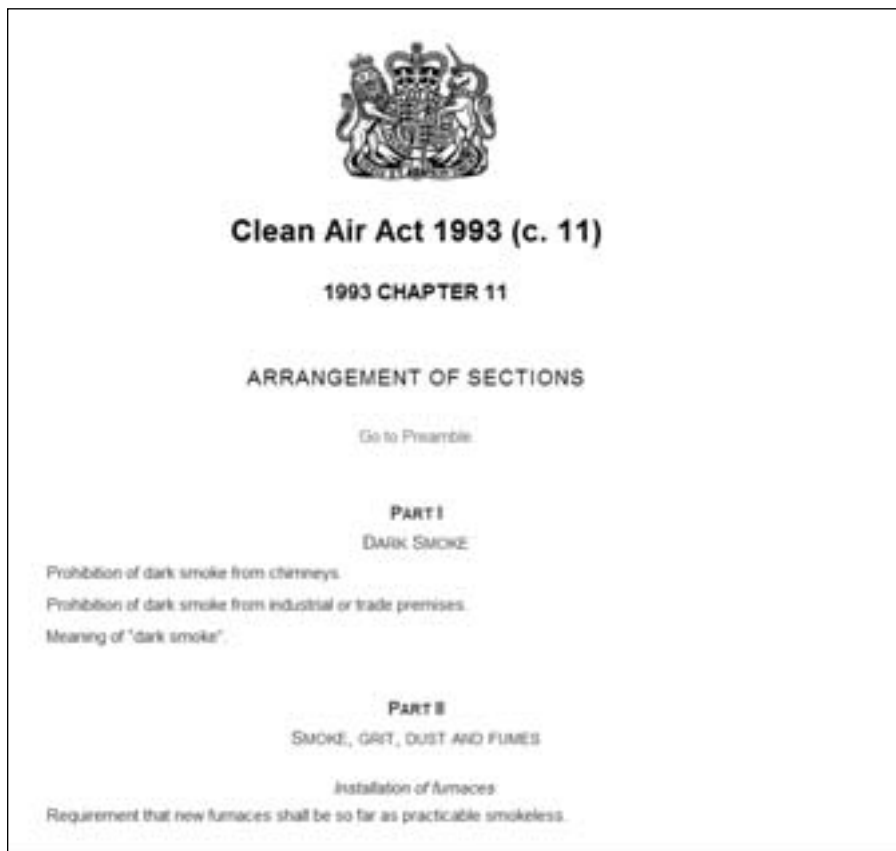 Clean Air Act 1993 (c. 11)
1993 CHAPTER 11
ARRANGEMENT OF SECTIONS
Go to Preamble
PART I
DARK SMOKE
Prohibition of dark smoke from chimneys.
Prohibition of dark smoke from industrial or trade premises.
Meaning of "dark smoke".
PART II
SMOKE, GRIT, DUST AND FUMES
Installation of furnaces
Requirement that new furnaces shall be so far as practicable smokeless.